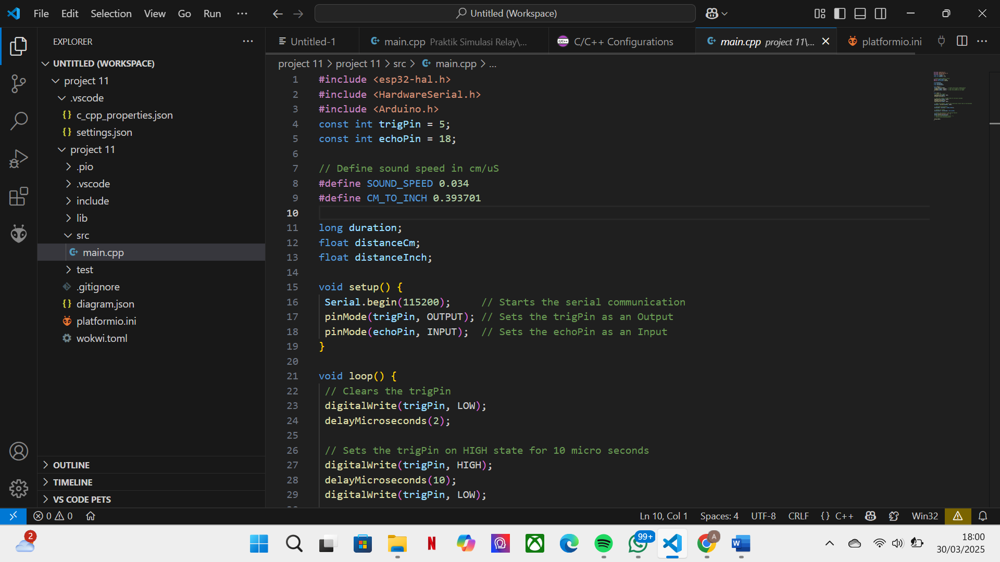 File Edit Selection View Go Run ···
Untitled (Workspace)
EXPLORER ···
UNTITLED (WORKSPACE)
project 11
.vscode
{} c_cpp_properties.json
{} settings.json
project 11
.pio
.vscode
include
lib
src
main.cpp
test
.gitignore
{} diagram.json
platformio.ini
wokwi.toml
OUTLINE
TIMELINE
VS CODE PETS
Untitled-1
main.cpp Praktik Simulasi Relay\...
C/C++ C/C++ Configurations
main.cpp project 11\...
platformio.ini
project 11 > project 11 > src > main.cpp > ...
1 #include <esp32-hal.h>
2 #include <HardwareSerial.h>
3 #include <Arduino.h>
4 const int trigPin = 5;
5 const int echoPin = 18;
6
7 // Define sound speed in cm/uS
8 #define SOUND_SPEED 0.034
9 #define CM_TO_INCH 0.393701
10
11 long duration;
12 float distanceCm;
13 float distanceInch;
14
15 void setup() {
16 Serial.begin(115200); // Starts the serial communication
17 pinMode(trigPin, OUTPUT); // Sets the trigPin as an Output
18 pinMode(echoPin, INPUT); // Sets the echoPin as an Input
19 }
20
21 void loop() {
22 // Clears the trigPin
23 digitalWrite(trigPin, LOW);
24 delayMicroseconds(2);
25
26 // Sets the trigPin on HIGH state for 10 micro seconds
27 digitalWrite(trigPin, HIGH);
28 delayMicroseconds(10);
29 digitalWrite(trigPin, LOW);
0 0
Ln 10, Col 1 Spaces: 4 UTF-8 CRLF {} C++ Win32
2
N
99+
A
W
18:00
30/03/2025